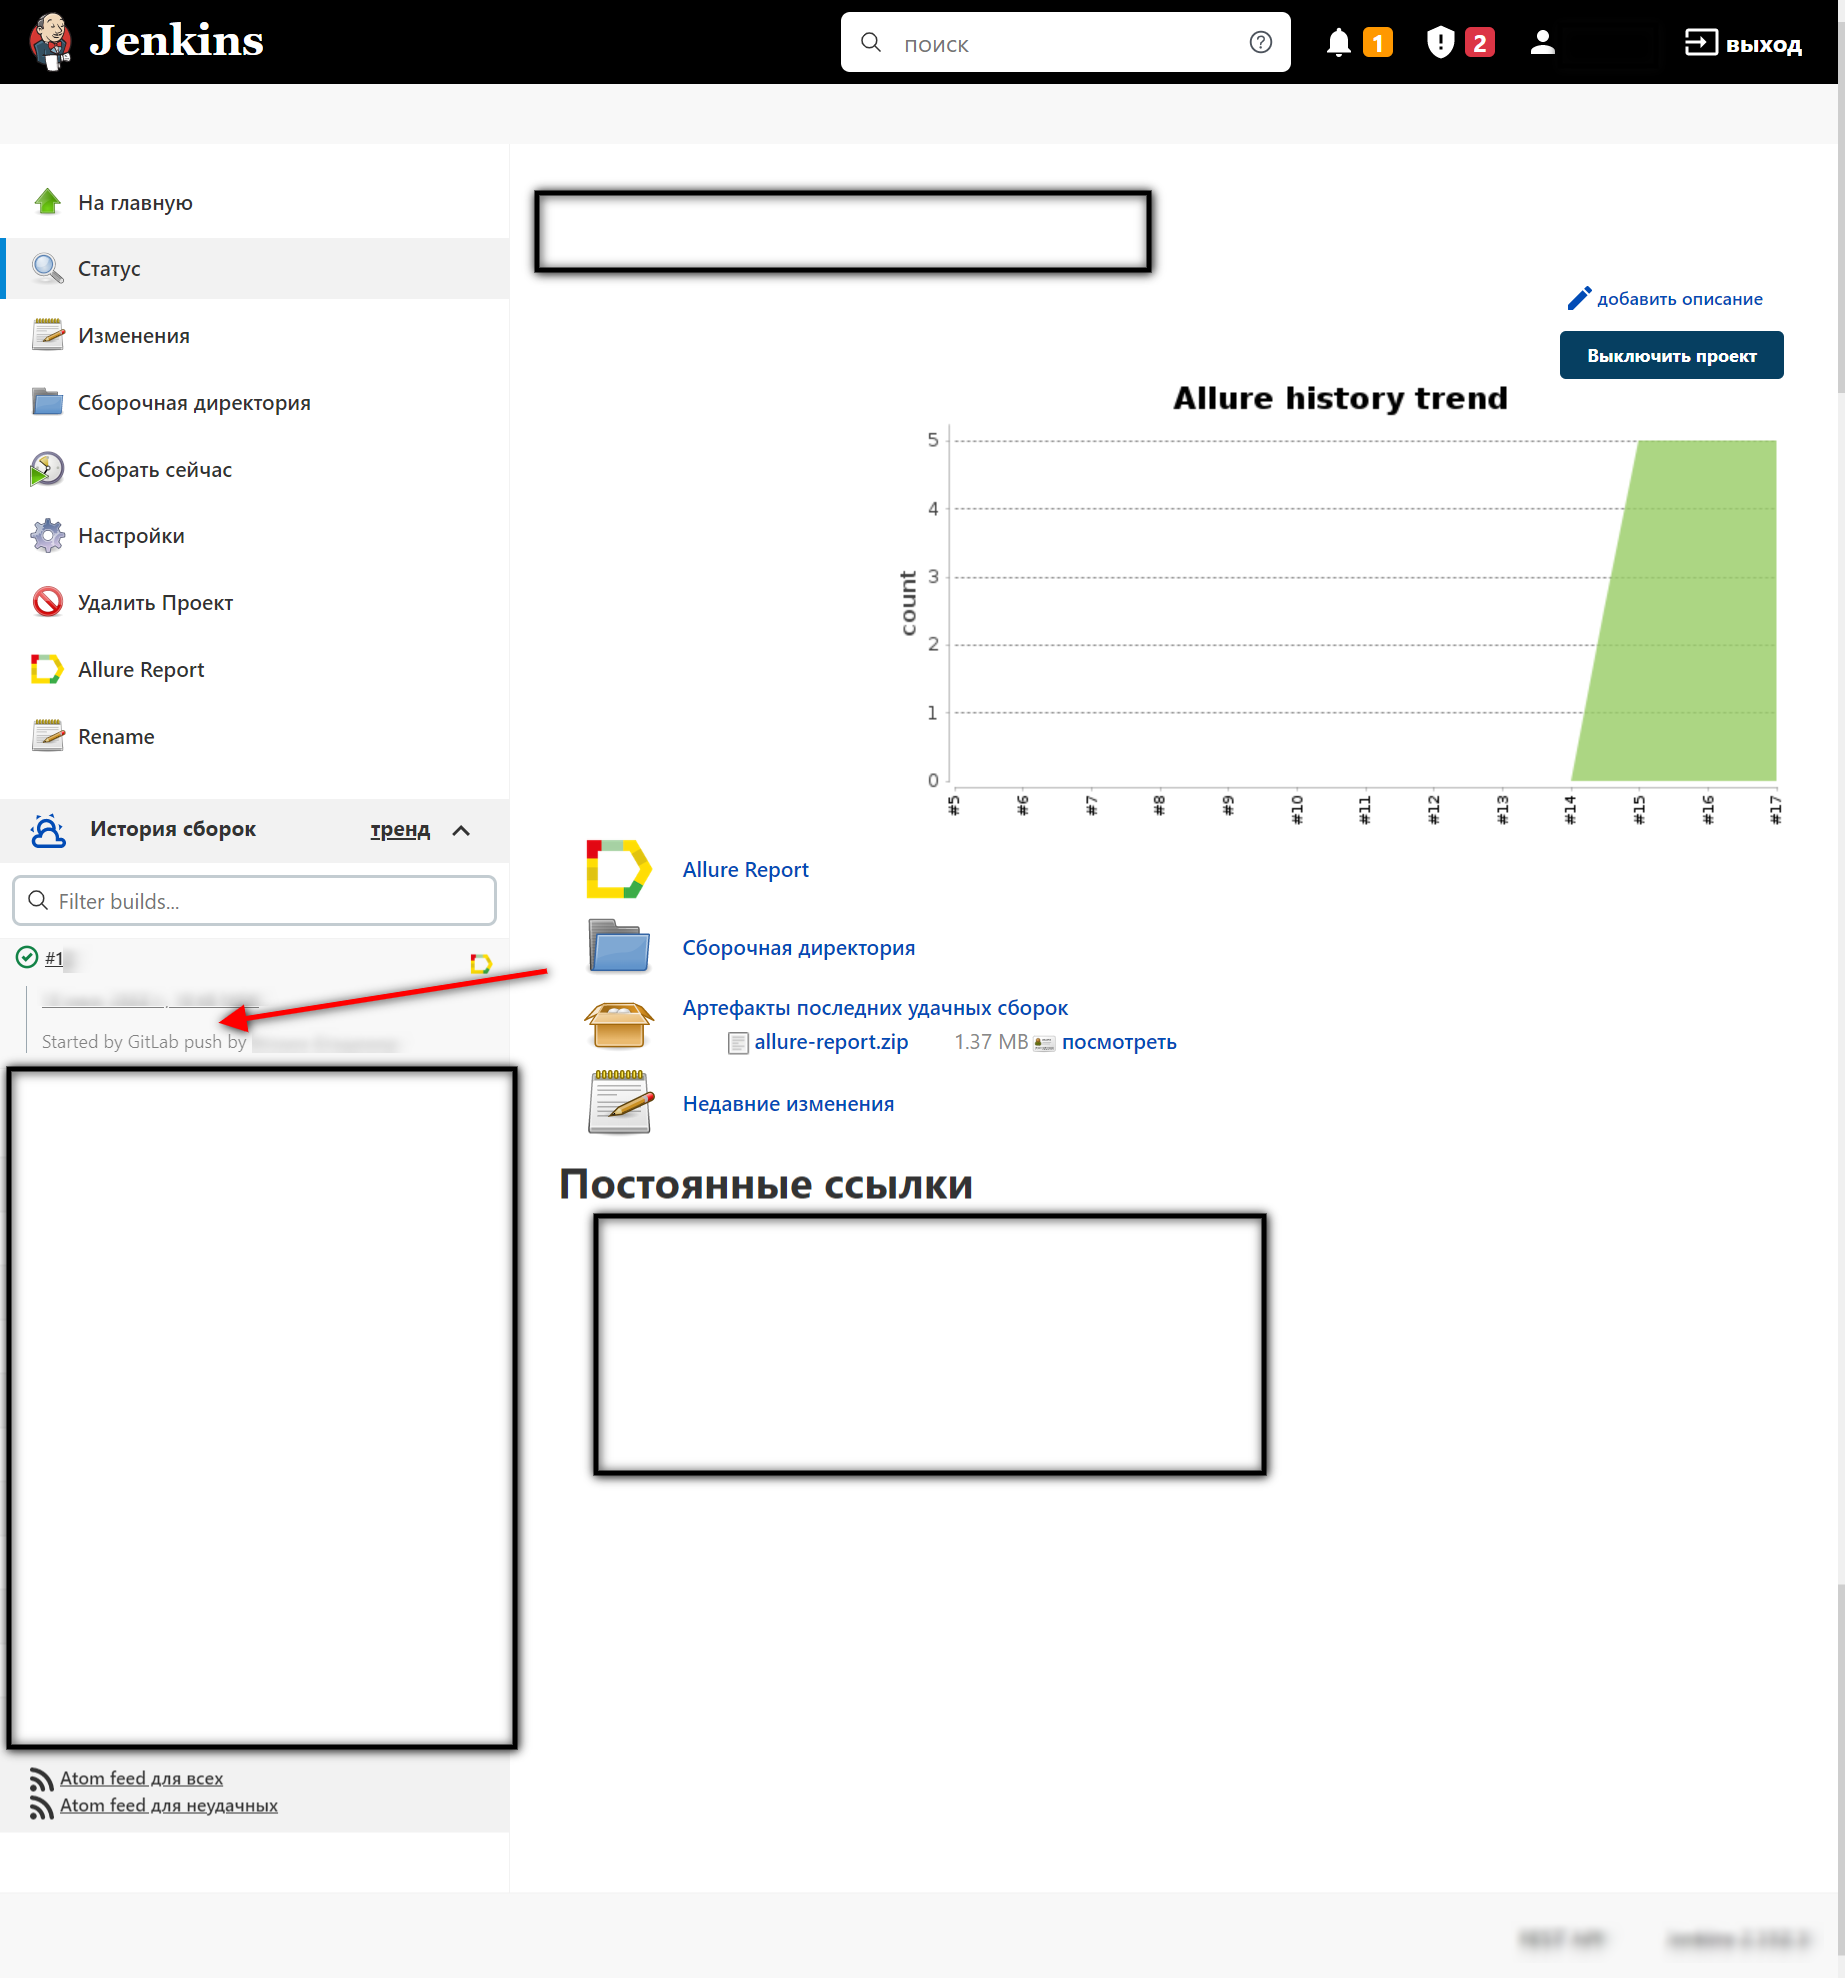 Jenkins
поиск
1
2
выход
На главную
Статус
Изменения
Сборочная директория
Собрать сейчас
Настройки
Удалить Проект
Allure Report
Rename
История сборок
тренд
Filter builds...
#1
Started by GitLab push by
Atom feed для всех
Atom feed для неудачных
добавить описание
Выключить проект
Allure history trend
count
5
4
3
2
1
0
#5 #6 #7 #8 #9 #10 #11 #12 #13 #14 #15 #16 #17
Allure Report
Сборочная директория
Артефакты последних удачных сборок
allure-report.zip 1.37 MB посмотреть
Недавние изменения
Постоянные ссылки